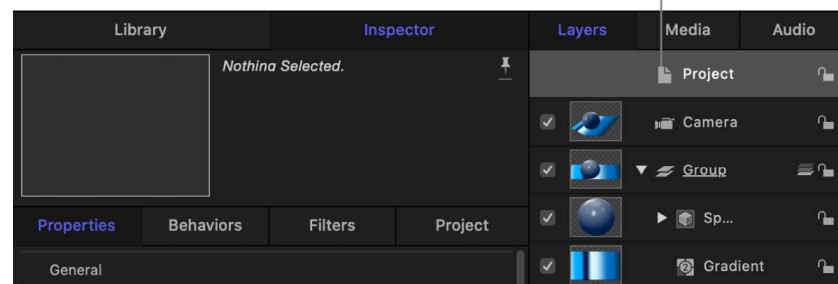 Library
Inspector
Layers
Media
Audio
Nothing Selected.
Project
Camera
Group
Sp...
Gradient
Properties
Behaviors
Filters
Project
General